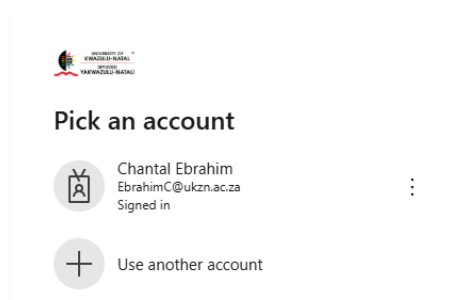 UNIVERSITY OF
KWAZULU-NATAL
INYUVESI
YAKWAZULU-NATALI
Pick an account
Chantal Ebrahim
EbrahimC@ukzn.ac.za
Signed in
Use another account